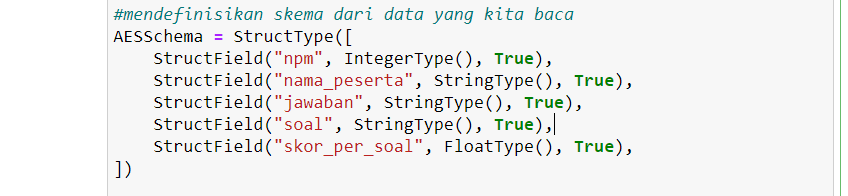 #mendefinisikan skema dari data yang kita baca
AESSchema = StructType([
    StructField("npm", IntegerType(), True),
    StructField("nama_peserta", StringType(), True),
    StructField("jawaban", StringType(), True),
    StructField("soal", StringType(), True),
    StructField("skor_per_soal", FloatType(), True),
])